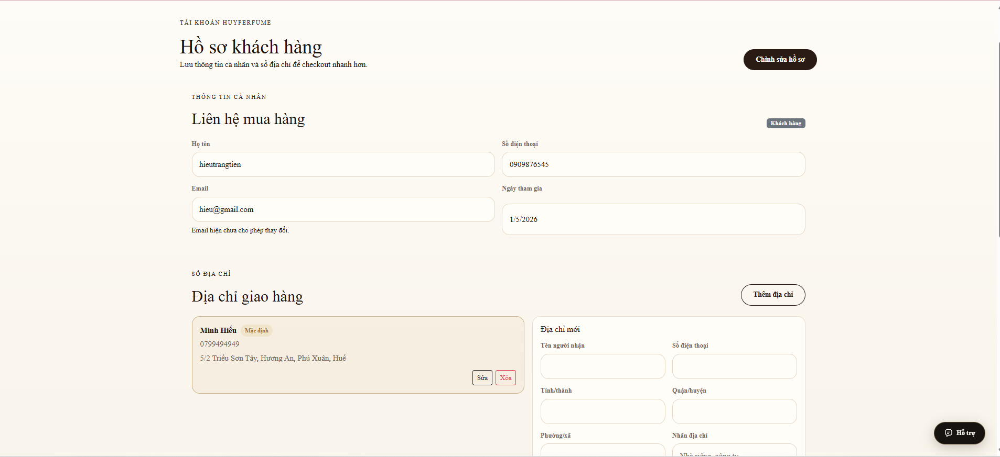 TÀI KHOẢN HUYPERFUME
Hồ sơ khách hàng
Lưu thông tin cá nhân và sổ địa chỉ để checkout nhanh hơn.
Chỉnh sửa hồ sơ
THÔNG TIN CÁ NHÂN
Liên hệ mua hàng
Khách hàng
Họ tên
Số điện thoại
hieutrangtien
0909876545
Email
Ngày tham gia
hieu@gmail.com
1/5/2026
Email hiện chưa cho phép thay đổi.
SỔ ĐỊA CHỈ
Địa chỉ giao hàng
Thêm địa chỉ
Minh Hiếu Mặc định
0799494949
5/2 Triều Sơn Tây, Hương An, Phú Xuân, Huế
Sửa Xóa
Địa chỉ mới
Tên người nhận
Số điện thoại
Tỉnh/thành
Quận/huyện
Phường/xã
Nhãn địa chỉ
Nhà riêng, công ty
Hỗ trợ